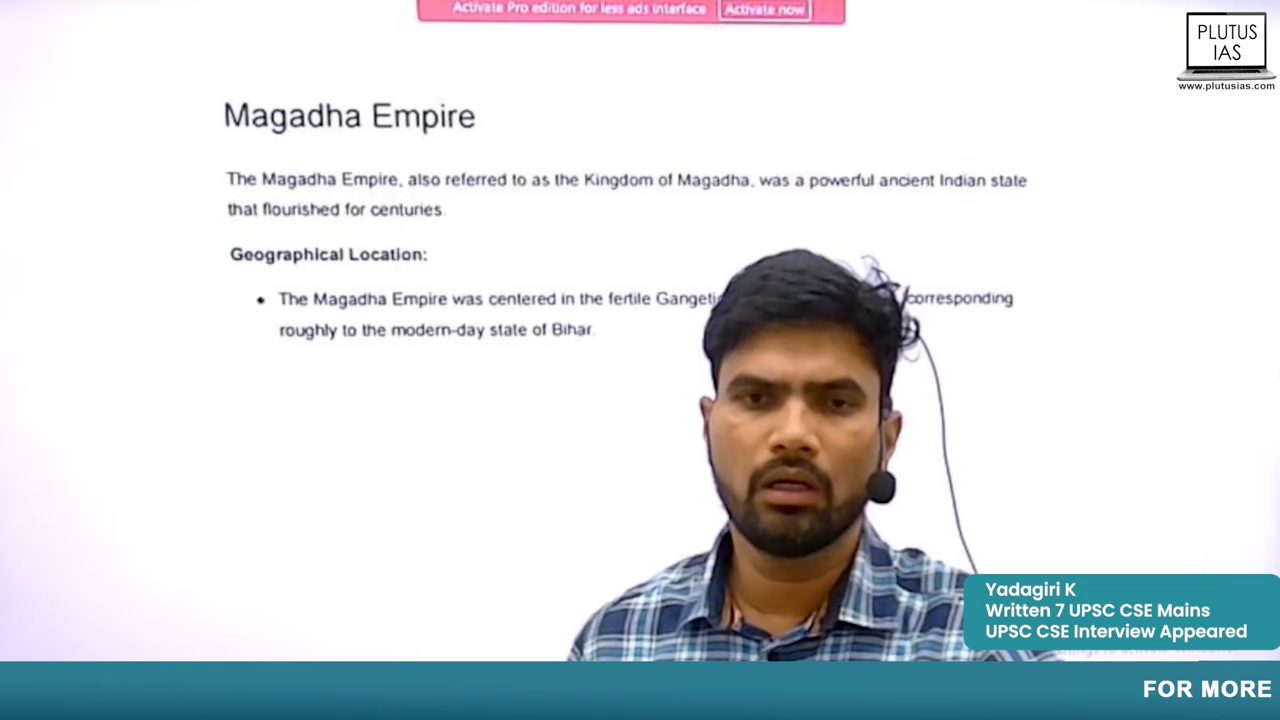 Activate Pro edition for less ads interface Activate now
PLUTUS
IAS
www.plutusias.com
Magadha Empire
The Magadha Empire, also referred to as the Kingdom of Magadha, was a powerful ancient Indian state
that flourished for centuries.
Geographical Location:
• The Magadha Empire was centered in the fertile corresponding
roughly to the modern-day state of Bihar.
Yadagiri K
Written 7 UPSC CSE Mains
UPSC CSE Interview Appeared
FOR MORE